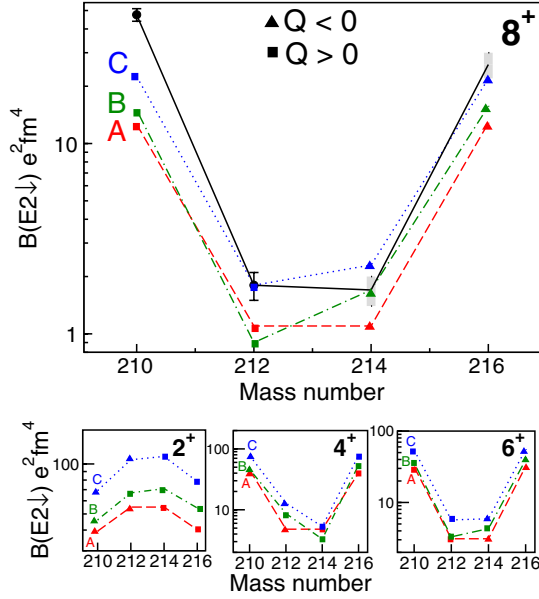 8⁺
▲ Q < 0
■ Q > 0
C
B
A
10
1
B(E2↓) e²fm⁴
210 212 214 216
Mass number
2⁺
4⁺
6⁺
100
100
10
100
10
C
B
A
C
B
A
C
B
A
B(E2↓) e²fm⁴
210 212 214 216
210 212 214 216
210 212 214 216
Mass number